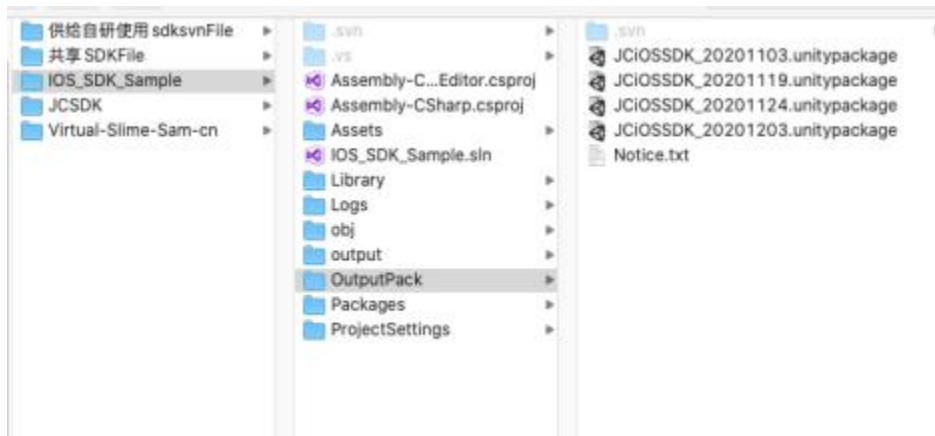 供给自研使用 sdksvnFile
共享 SDKFile
IOS_SDK_Sample
JCSDK
Virtual-Slime-Sam-cn
.svn
.vs
Assembly-C...Editor.csproj
Assembly-CSharp.csproj
Assets
IOS_SDK_Sample.sln
Library
Logs
obj
output
OutputPack
Packages
ProjectSettings
.svn
JCiOSSDK_20201103.unitypackage
JCiOSSDK_20201119.unitypackage
JCiOSSDK_20201124.unitypackage
JCiOSSDK_20201203.unitypackage
Notice.txt